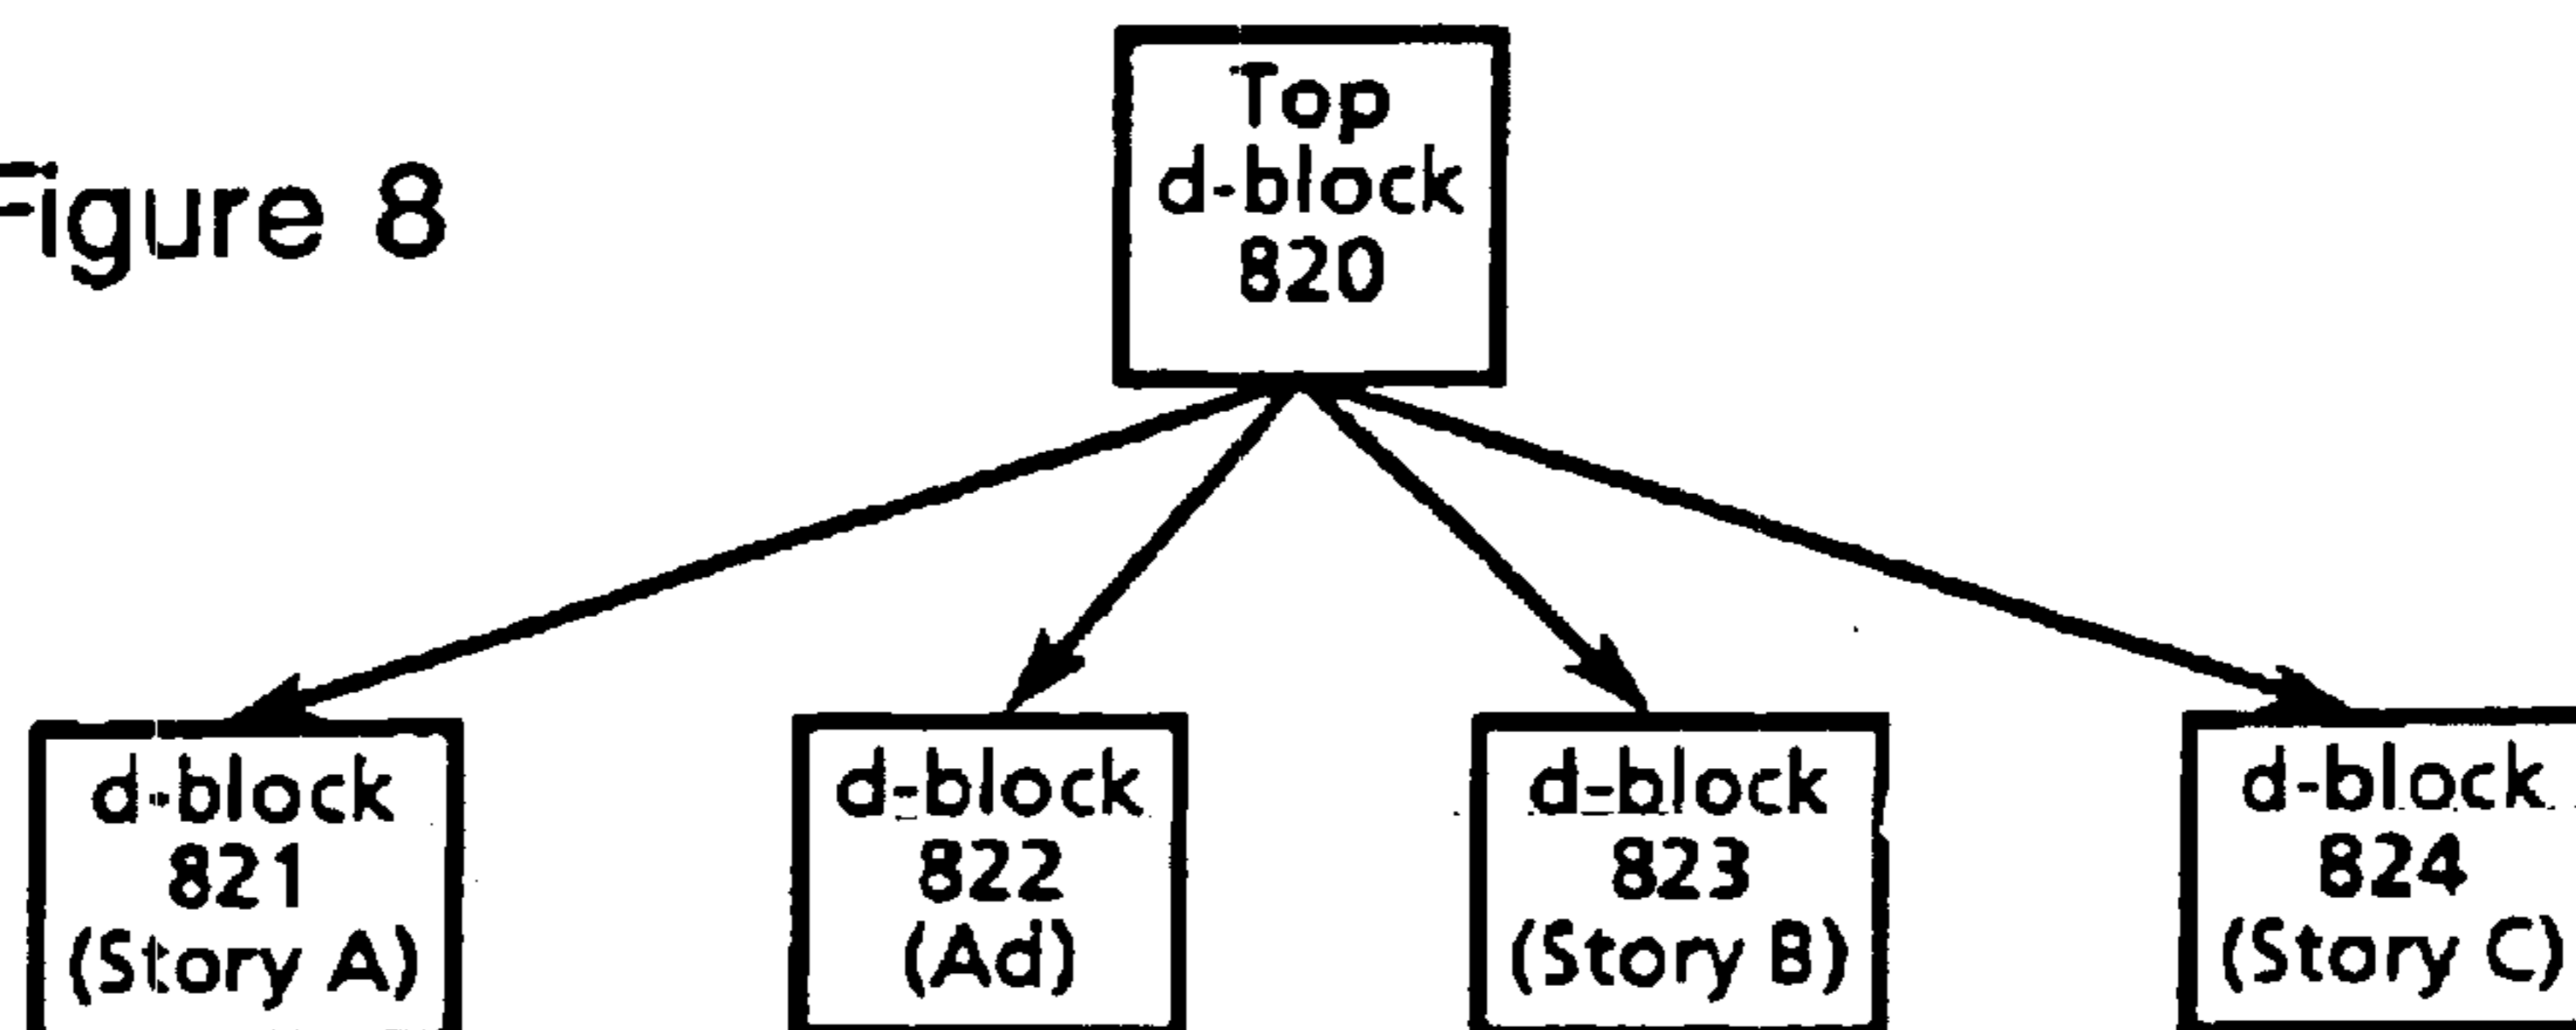 Figure 8
Top
d-block
820
d-block
821
(Story A)
d-block
822
(Ad)
d-block
823
(Story B)
d-block
824
(Story C)